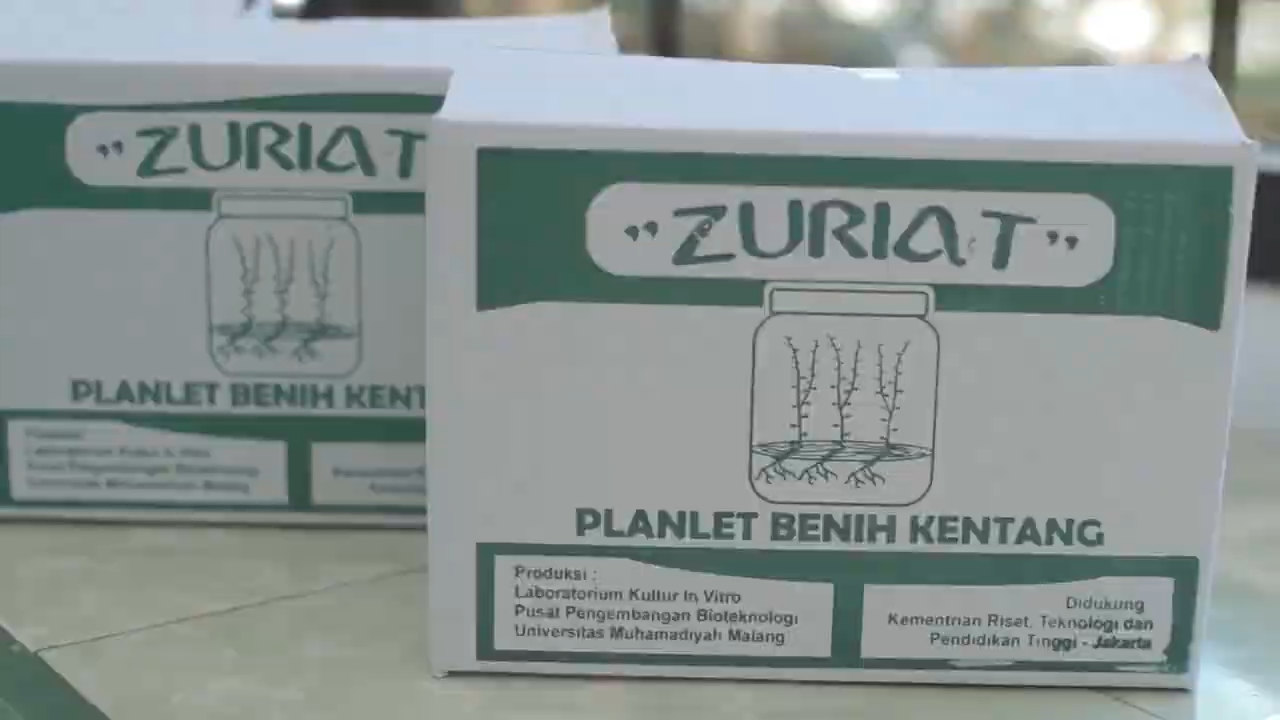 "ZURIAT
PLANLET BENIH KENT
"ZURIAT"
PLANLET BENIH KENTANG
Produksi :
Laboratorium Kultur In Vitro
Pusat Pengembangan Bioteknologi
Universitas Muhamadiyah Malang
Didukung
Kementrian Riset, Teknologi dan
Pendidikan Tinggi - Jakarta